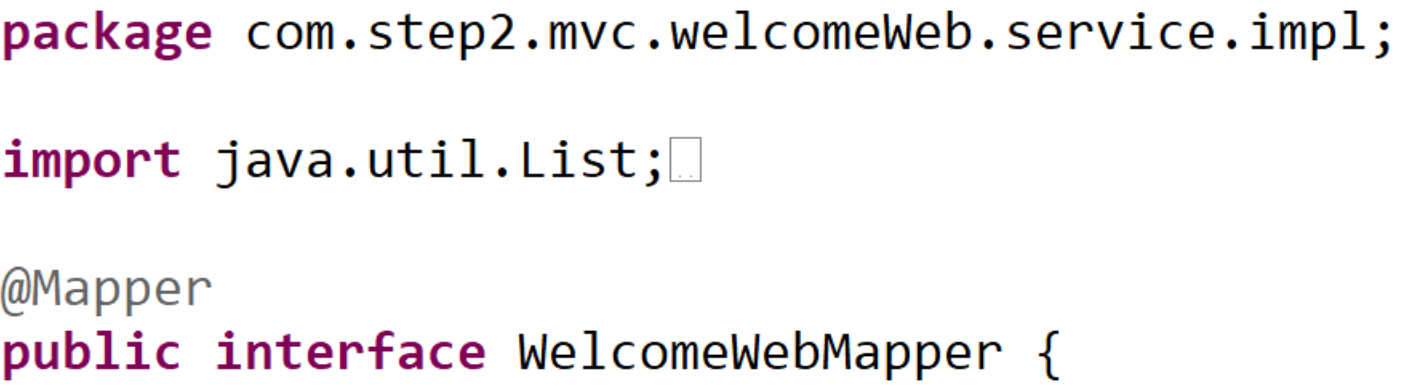 package com.step2.mvc.welcomeWeb.service.impl;
import java.util.List;
@Mapper
public interface WelcomeWebMapper {